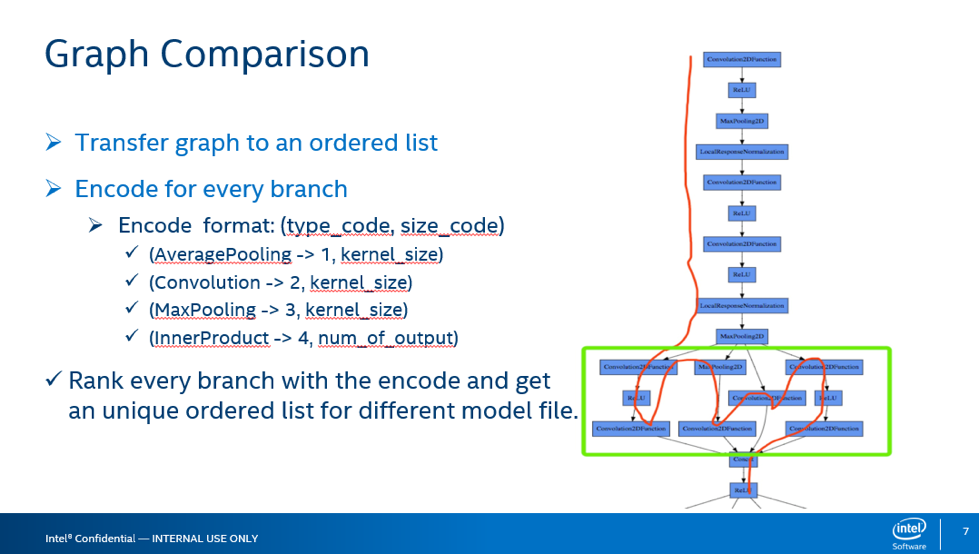 Graph Comparison
Transfer graph to an ordered list
Encode for every branch
Encode format: (type_code, size_code)
(AveragePooling -> 1, kernel_size)
(Convolution -> 2, kernel_size)
(MaxPooling -> 3, kernel_size)
(InnerProduct -> 4, num_of_output)
Rank every branch with the encode and get
an unique ordered list for different model file.
Convolution2DFunction
ReLU
MaxPooling2D
LocalResponseNormalization
Convolution2DFunction
ReLU
Convolution2DFunction
ReLU
LocalResponseNormalization
MaxPooling2D
Convolution2DFunction MaxPooling2D Convolution2DFunction
ReLU Convolution2DFunction ReLU
Convolution2DFunction Convolution2DFunction Convolution2DFunction
Concat
ReLU
Intel® Confidential — INTERNAL USE ONLY
intel
Software
7